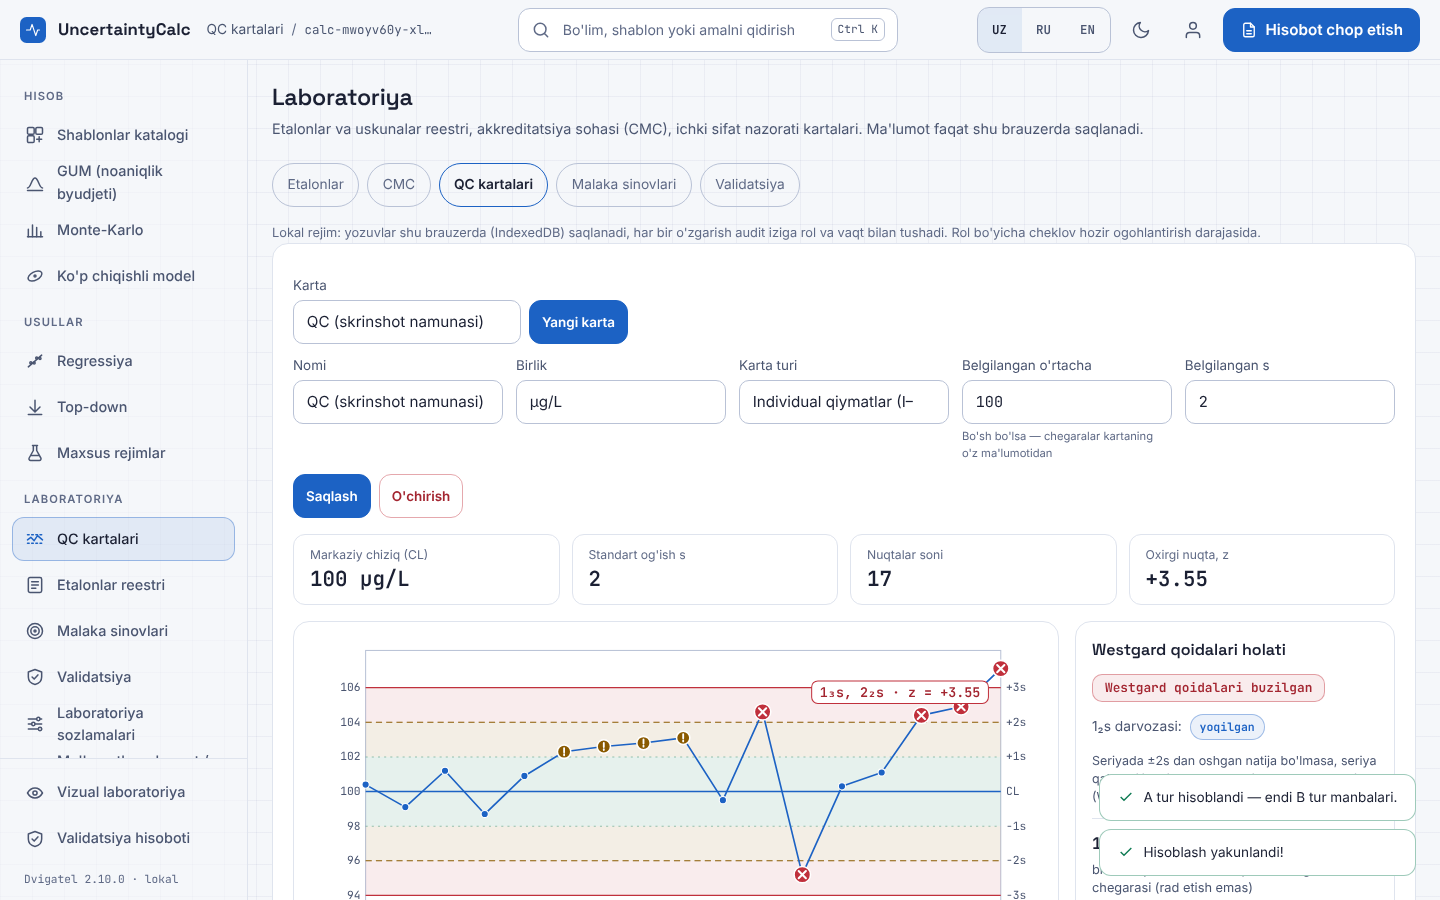 UncertaintyCalc
QC kartalari / calc-mwoyv60y-xl…
Bo'lim, shablon yoki amalni qidirish
Ctrl K
UZ
RU
EN
Hisobot chop etish
HISOB
Shablonlar katalogi
GUM (noaniqlik
byudjeti)
Monte-Karlo
Ko'p chiqishli model
USULLAR
Regressiya
Top-down
Maxsus rejimlar
LABORATORIYA
QC kartalari
Etalonlar reestri
Malaka sinovlari
Validatsiya
Laboratoriya
sozlamalari
Vizual laboratoriya
Validatsiya hisoboti
Dvigatel 2.10.0 · lokal
Laboratoriya
Etalonlar va uskunalar reestri, akkreditatsiya sohasi (CMC), ichki sifat nazorati kartalari. Ma'lumot faqat shu brauzerda saqlanadi.
Etalonlar
CMC
QC kartalari
Malaka sinovlari
Validatsiya
Lokal rejim: yozuvlar shu brauzerda (IndexedDB) saqlanadi, har bir o'zgarish audit iziga rol va vaqt bilan tushadi. Rol bo'yicha cheklov hozir ogohlantirish darajasida.
Karta
QC (skrinshot namunasi)
Yangi karta
Nomi
Birlik
Karta turi
Belgilangan o'rtacha
Belgilangan s
QC (skrinshot namunasi)
µg/L
Individual qiymatlar (I–
100
2
Bo'sh bo'lsa — chegaralar kartaning
o'z ma'lumotidan
Saqlash
O'chirish
Markaziy chiziq (CL)
100 µg/L
Standart og'ish s
2
Nuqtalar soni
17
Oxirgi nuqta, z
+3.55
106
104
102
100
98
96
94
1₃s, 2₂s · z = +3.55
+3s
+2s
+1s
CL
-1s
-2s
-3s
Westgard qoidalari holati
Westgard qoidalari buzilgan
1₂s darvozasi:
yoqilgan
Seriyada ±2s dan oshgan natija bo'lmasa, seriya
A tur hisoblandi — endi B tur manbalari.
Hisoblash yakunlandi!
chegarasi (rad etish emas)